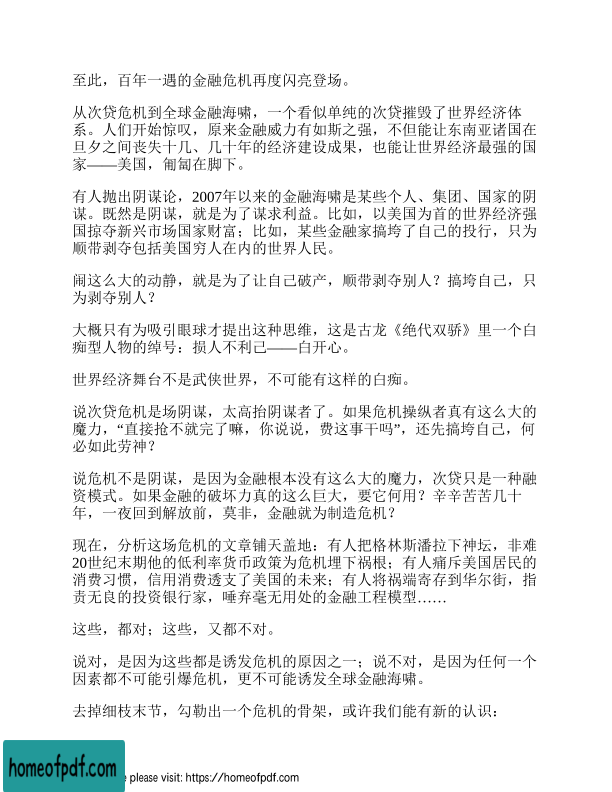 至此，百年一遇的金融危机再度闪亮登场。
从次贷危机到全球金融海啸，一个看似单纯的次贷摧毁了世界经济体
系。人们开始惊叹，原来金融威力有如斯之强，不但能让东南亚诸国在
旦夕之间丧失十几、几十年的经济建设成果，也能让世界经济最强的国
家——美国，匍匐在脚下。
有人抛出阴谋论，2007年以来的金融海啸是某些个人、集团、国家的阴
谋。既然是阴谋，就是为了谋求利益。比如，以美国为首的世界经济强
国掠夺新兴市场国家财富；比如，某些金融家搞垮了自己的投行，只为
顺带剥夺包括美国穷人在内的世界人民。
闹这么大的动静，就是为了让自己破产，顺带剥夺别人？搞垮自己，只
为剥夺别人？
大概只有为吸引眼球才提出这种思维，这是古龙《绝代双骄》里一个白
痴型人物的绰号：损人不利己——白开心。
世界经济舞台不是武侠世界，不可能有这样的白痴。
说次贷危机是场阴谋，太高抬阴谋者了。如果危机操纵者真有这么大的
魔力，“直接抢不就完了嘛，你说说，费这事干吗”，还先搞垮自己，何
必如此劳神？
说危机不是阴谋，是因为金融根本没有这么大的魔力，次贷只是一种融
资模式。如果金融的破坏力真的这么巨大，要它何用？辛辛苦苦几十
年，一夜回到解放前，莫非，金融就为制造危机？
现在，分析这场危机的文章铺天盖地：有人把格林斯潘拉下神坛，非难
20世纪末期他的低利率货币政策为危机埋下祸根；有人痛斥美国居民的
消费习惯，信用消费透支了美国的未来；有人将祸端寄存到华尔街，指
责无良的投资银行家，唾弃毫无用处的金融工程模型……
这些，都对；这些，又都不对。
说对，是因为这些都是诱发危机的原因之一；说不对，是因为任何一个
因素都不可能引爆危机，更不可能诱发全球金融海啸。
去掉细枝末节，勾勒出一个危机的骨架，或许我们能有新的认识：
homeofpdf.com
e please visit: https://homeofpdf.com